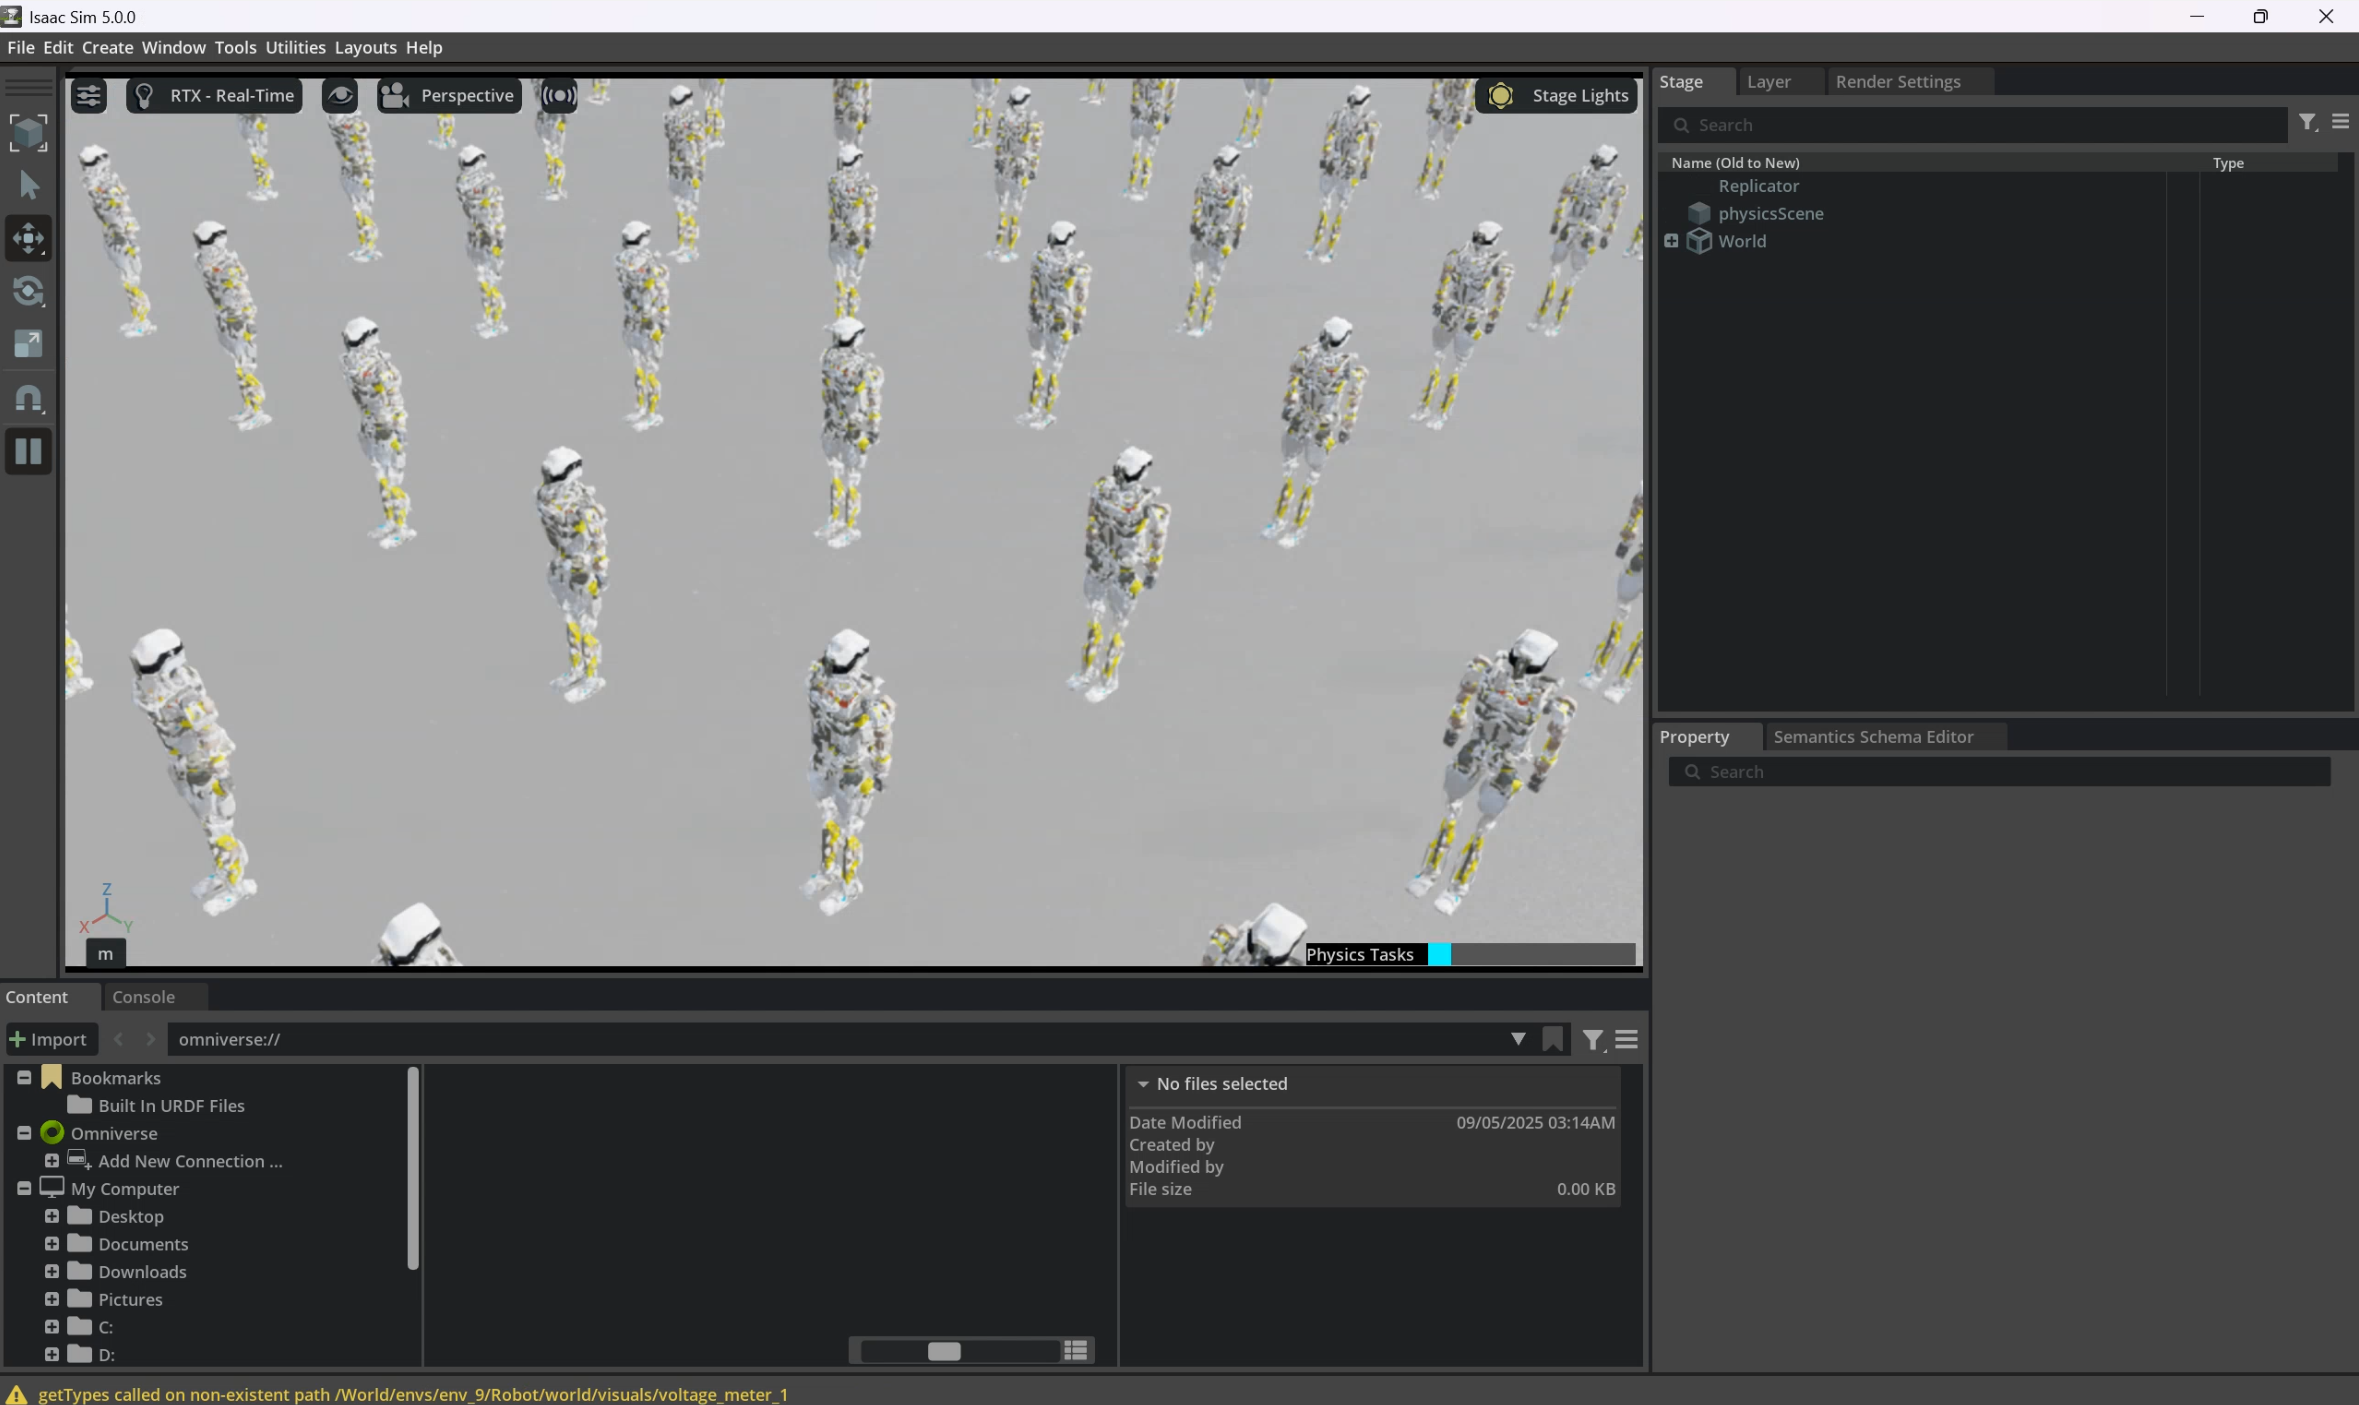 Isaac Sim 5.0.0
File Edit Create Window Tools Utilities Layouts Help
RTX - Real-Time
Perspective
Stage Lights
Stage
Layer
Render Settings
Search
Name (Old to New)
Type
Replicator
physicsScene
World
Property
Semantics Schema Editor
Search
Z
X
Y
m
Physics Tasks
Content
Console
Import
omniverse://
Bookmarks
Built In URDF Files
Omniverse
Add New Connection ...
My Computer
Desktop
Documents
Downloads
Pictures
C:
D:
No files selected
Date Modified 09/05/2025 03:14AM
Created by
Modified by
File size 0.00 KB
getTypes called on non-existent path /World/envs/env_9/Robot/world/visuals/voltage_meter_1